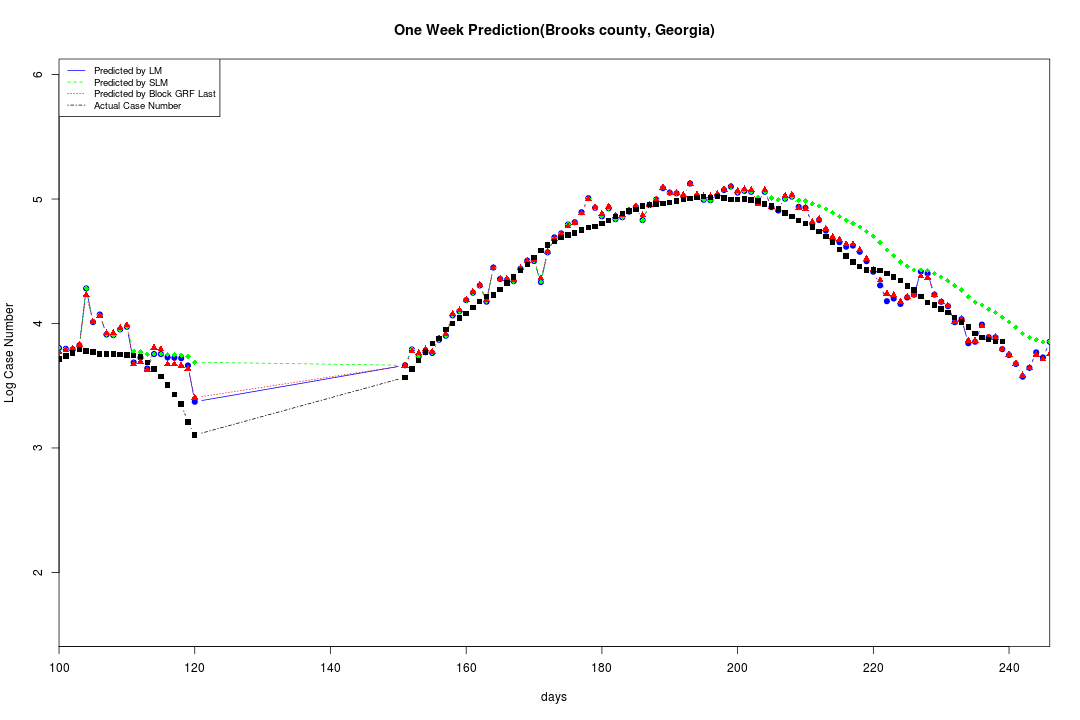 One Week Prediction(Brooks county, Georgia)
Predicted by LM
Predicted by SLM
Predicted by Block GRF Last
Actual Case Number
6
5
4
3
2
Log Case Number
100 120 140 160 180 200 220 240
days